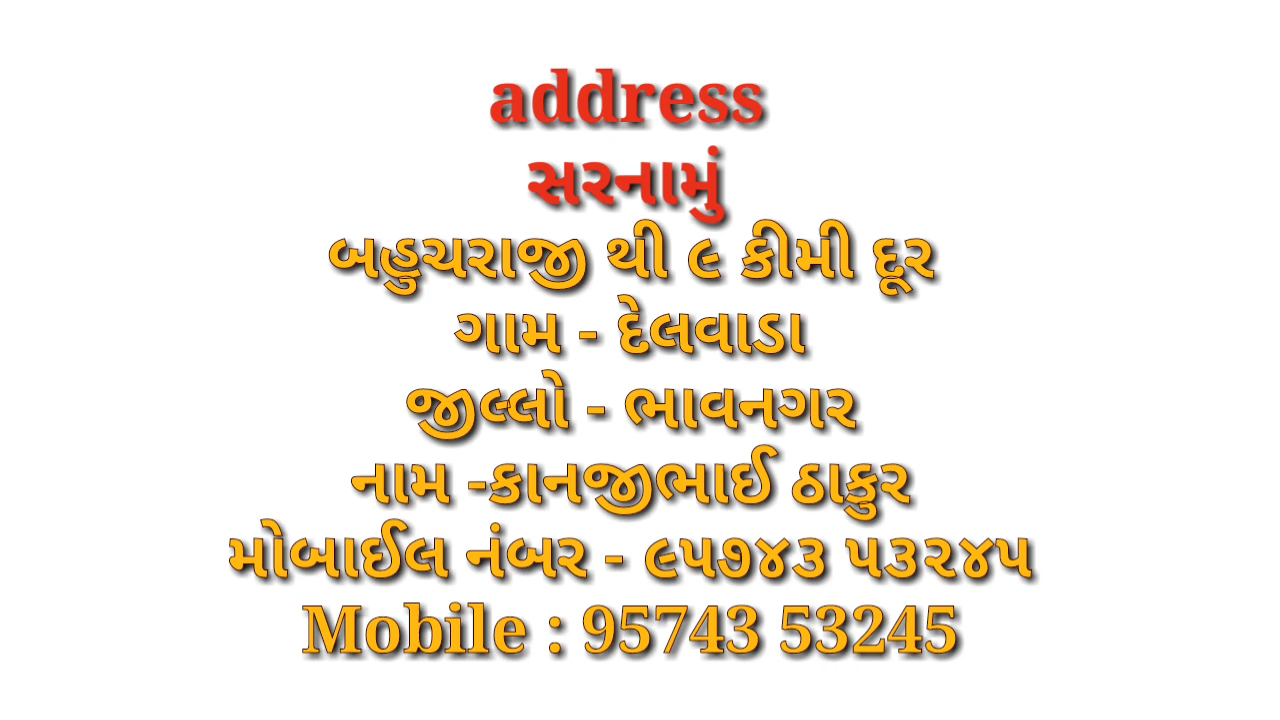 address
સરનામું
બહુચરાજી થી ૯ કીમી દૂર
ગામ - દેલવાડા
જીલ્લો - ભાવનગર
નામ -કાનજીભાઈ ઠાકુર
મોબાઈલ નંબર - ૯૫૭૪૩ ૫૩૨૪૫
Mobile : 95743 53245